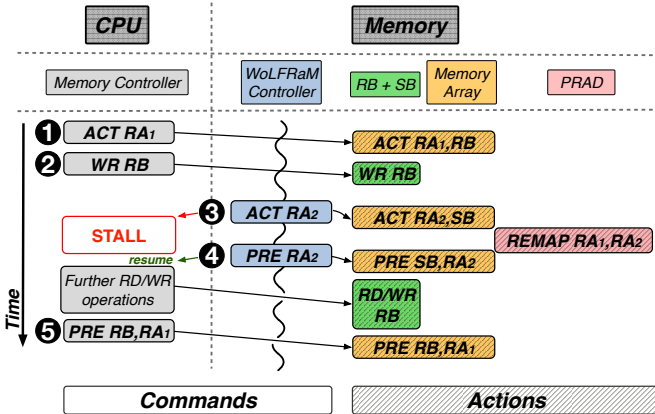 CPU
Memory
Memory Controller
WoLFRaM
Controller
RB + SB
Memory
Array
PRAD
1 ACT RA1
ACT RA1,RB
2 WR RB
WR RB
3 ACT RA2
ACT RA2,SB
STALL
REMAP RA1,RA2
resume
4 PRE RA2
PRE SB,RA2
Further RD/WR
operations
RD/WR
RB
Time
5 PRE RB,RA1
PRE RB,RA1
Commands
Actions